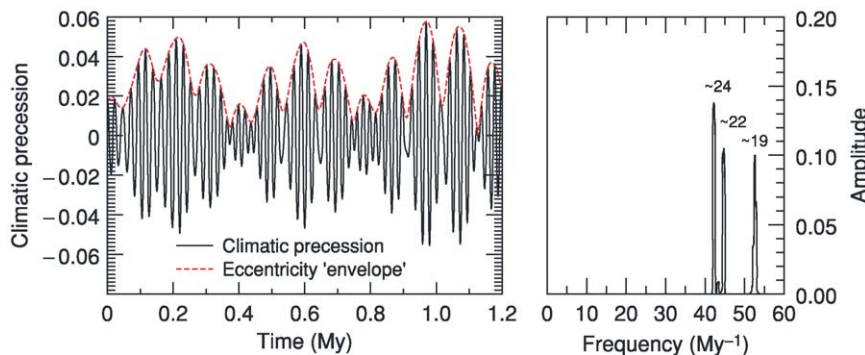 Climatic precession
0.06
0.04
0.02
0
−0.02
−0.04
−0.06
Climatic precession
Eccentricity 'envelope'
0 0.2 0.4 0.6 0.8 1.0 1.2
Time (My)
~24
~22
~19
0.20
0.15
0.10
0.05
0.00
Amplitude
0 10 20 30 40 50 60
Frequency (My⁻¹)